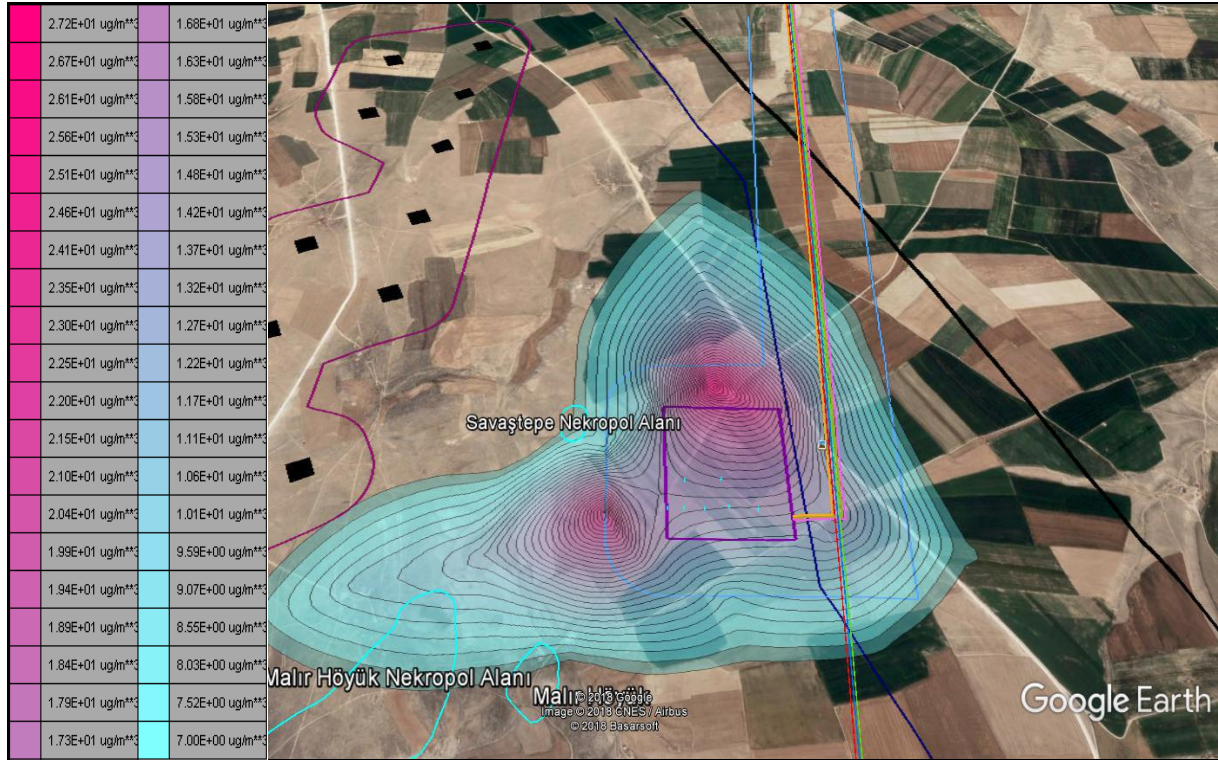 2.72E+01 ug/m**3 1.68E+01 ug/m**3
2.67E+01 ug/m**3 1.63E+01 ug/m**3
2.61E+01 ug/m**3 1.58E+01 ug/m**3
2.56E+01 ug/m**3 1.53E+01 ug/m**3
2.51E+01 ug/m**3 1.48E+01 ug/m**3
2.46E+01 ug/m**3 1.42E+01 ug/m**3
2.41E+01 ug/m**3 1.37E+01 ug/m**3
2.35E+01 ug/m**3 1.32E+01 ug/m**3
2.30E+01 ug/m**3 1.27E+01 ug/m**3
2.25E+01 ug/m**3 1.22E+01 ug/m**3
2.20E+01 ug/m**3 1.17E+01 ug/m**3
2.15E+01 ug/m**3 1.11E+01 ug/m**3
2.10E+01 ug/m**3 1.06E+01 ug/m**3
2.04E+01 ug/m**3 1.01E+01 ug/m**3
1.99E+01 ug/m**3 9.59E+00 ug/m**3
1.94E+01 ug/m**3 9.07E+00 ug/m**3
1.89E+01 ug/m**3 8.55E+00 ug/m**3
1.84E+01 ug/m**3 8.03E+00 ug/m**3
1.79E+01 ug/m**3 7.52E+00 ug/m**3
1.73E+01 ug/m**3 7.00E+00 ug/m**3
Savaştepe Nekropol Alanı
Malır Höyük Nekropol Alanı
Malır Höyük
© 2018 Google
Image © 2018 CNES / Airbus
© 2018 Basarsoft
Google Earth